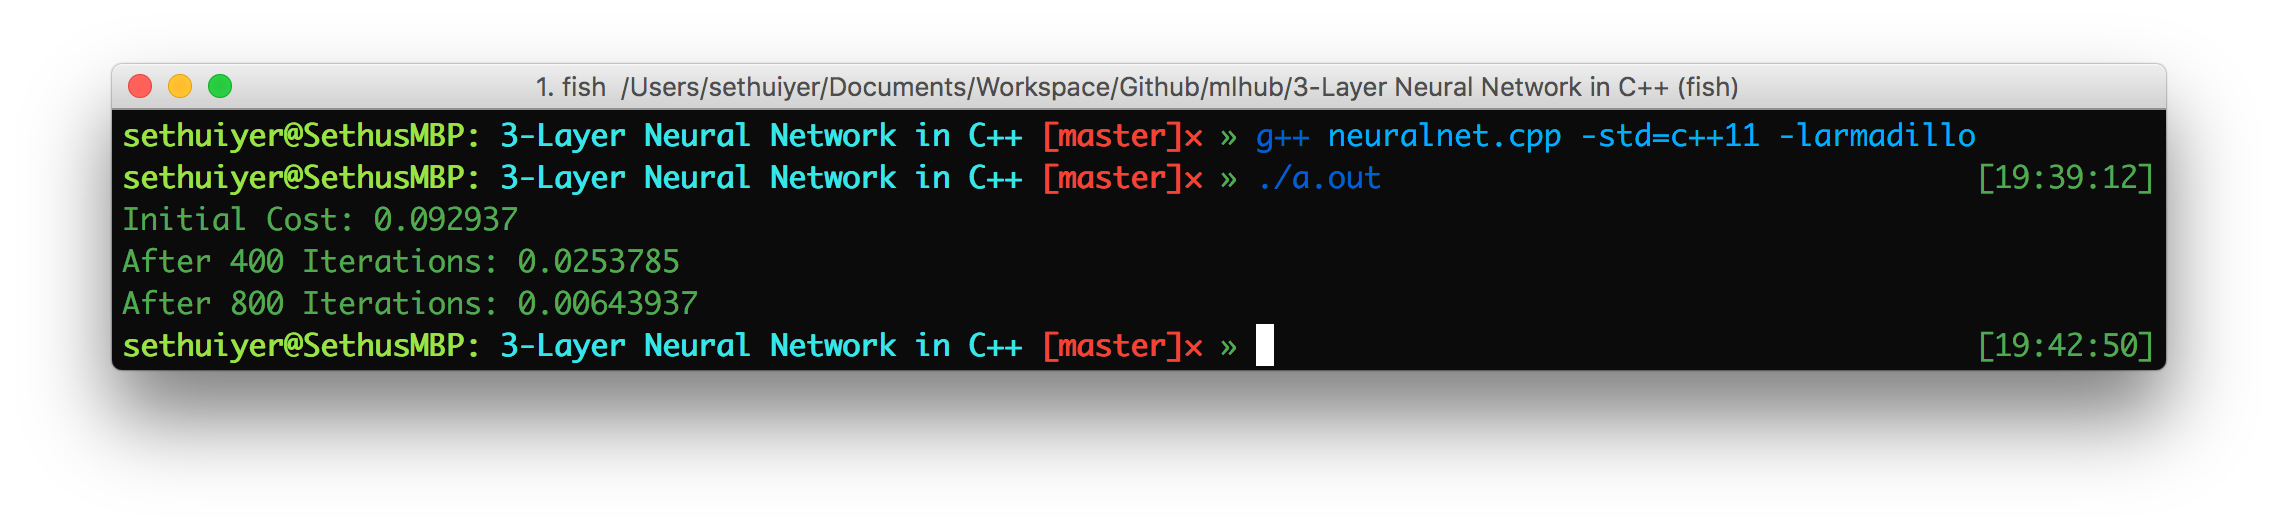 1. fish  /Users/sethuiyer/Documents/Workspace/Github/mlhub/3-Layer Neural Network in C++ (fish)
sethuiyer@SethusMBP: 3-Layer Neural Network in C++ [master]× » g++ neuralnet.cpp -std=c++11 -larmadillo
sethuiyer@SethusMBP: 3-Layer Neural Network in C++ [master]× » ./a.out [19:39:12]
Initial Cost: 0.092937
After 400 Iterations: 0.0253785
After 800 Iterations: 0.00643937
sethuiyer@SethusMBP: 3-Layer Neural Network in C++ [master]× » [19:42:50]